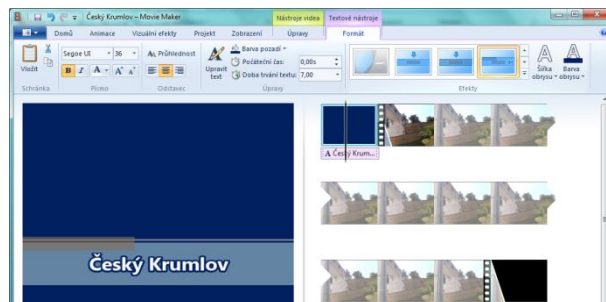 Český Krumlov – Movie Maker
Nástroje videa
Textové nástroje
Domů
Animace
Vizuální efekty
Projekt
Zobrazení
Úpravy
Formát
Vložit
Segoe UI
36
B I A A A
AA Průhlednost
Upravit text
Barva pozadí
Počáteční čas: 0,00s
Doba trvání textu: 7,00
Šířka obrysu
Barva obrysu
Schránka
Písmo
Odstavec
Úpravy
Efekty
A Český Krum...
Český Krumlov